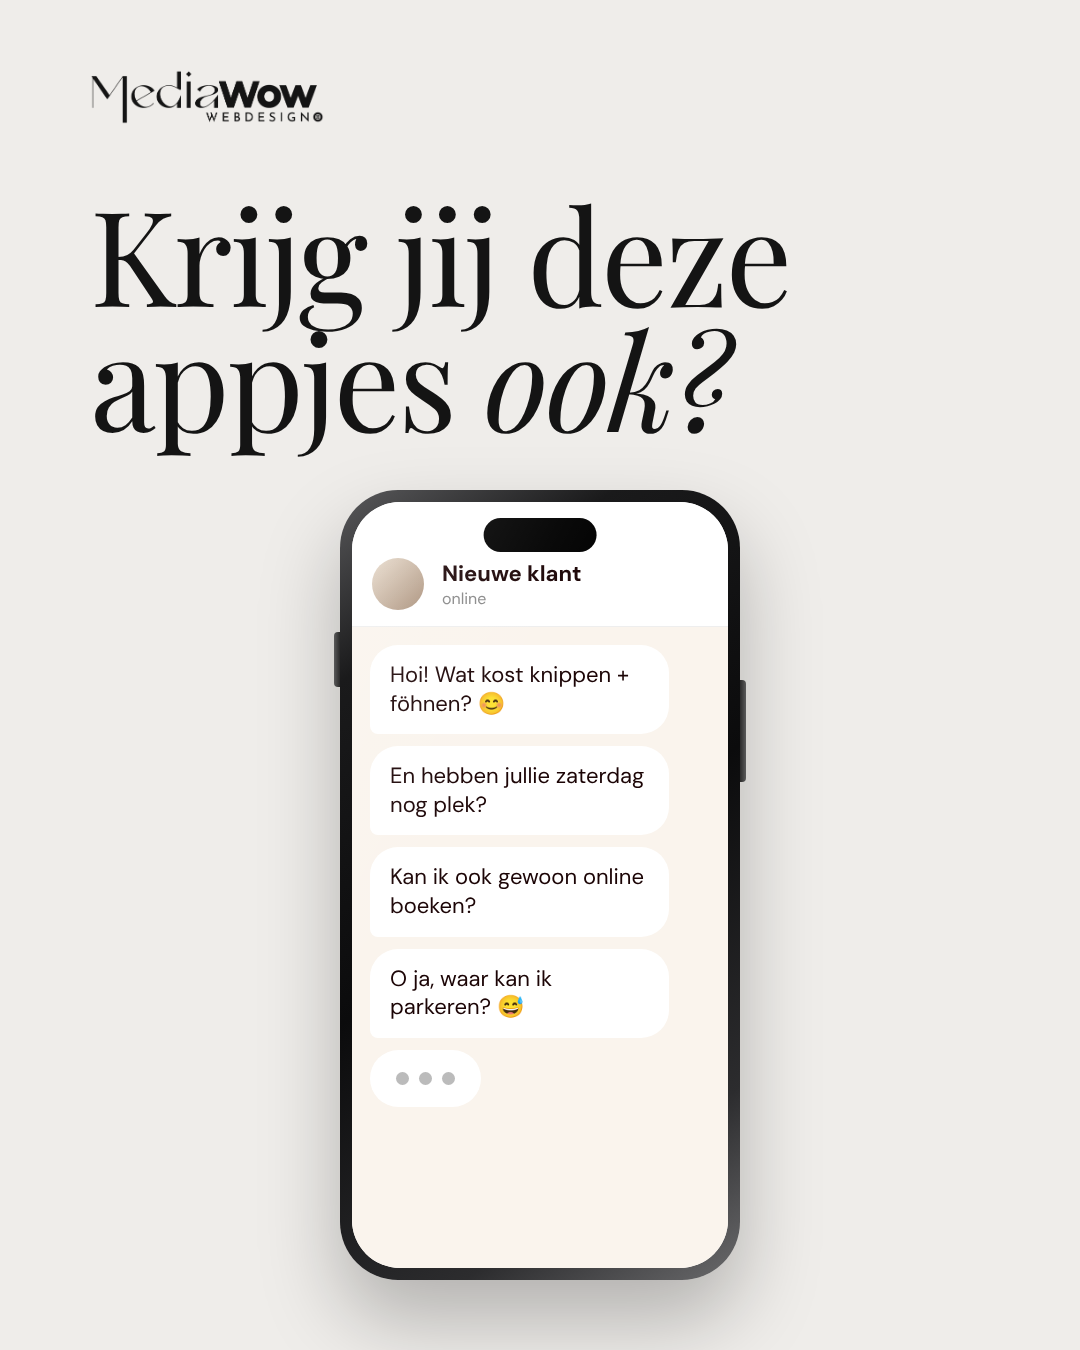 MediaWow
WEBDESIGN
Krijg jij deze
appjes ook?
Nieuwe klant
online
Hoi! Wat kost knippen +
föhnen? 😊
En hebben jullie zaterdag
nog plek?
Kan ik ook gewoon online
boeken?
O ja, waar kan ik
parkeren? 😅